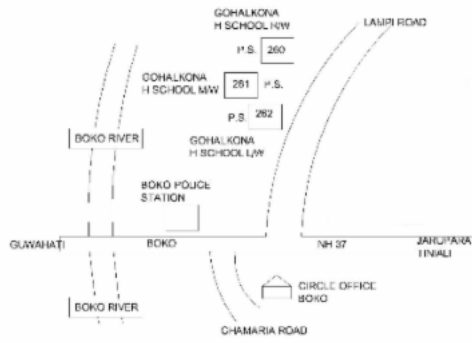 GOHALKONA
H SCHOOL R/W
LAMPI ROAD
P.S. 260
GOHALKONA
H SCHOOL M/W
261 P.S.
P.S. 262
GOHALKONA
H SCHOOL L/W
BOKO RIVER
BOKO POLICE
STATION
GUWAHATI
BOKO
NH 37
JARUPARA
TINIALI
BOKO RIVER
CIRCLE OFFICE
BOKO
CHAMARIA ROAD